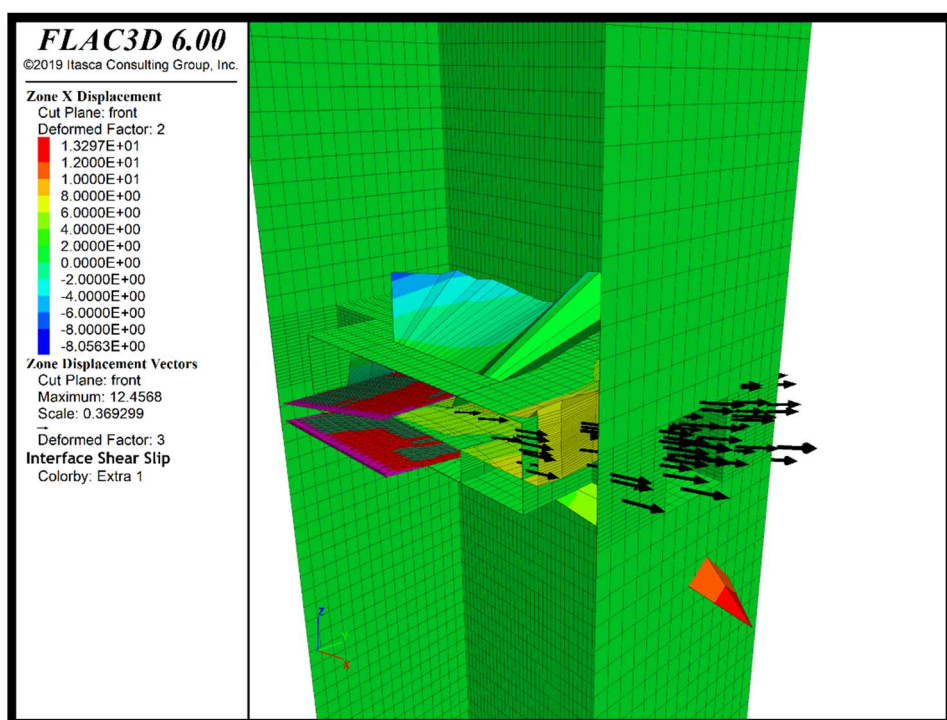 FLAC3D 6.00
©2019 Itasca Consulting Group, Inc.
Zone X Displacement
Cut Plane: front
Deformed Factor: 2
1.3297E+01
1.2000E+01
1.0000E+01
8.0000E+00
6.0000E+00
4.0000E+00
2.0000E+00
0.0000E+00
-2.0000E+00
-4.0000E+00
-6.0000E+00
-8.0000E+00
-8.0563E+00
Zone Displacement Vectors
Cut Plane: front
Maximum: 12.4568
Scale: 0.369299
Deformed Factor: 3
Interface Shear Slip
Colorby: Extra 1
Z
Y
X